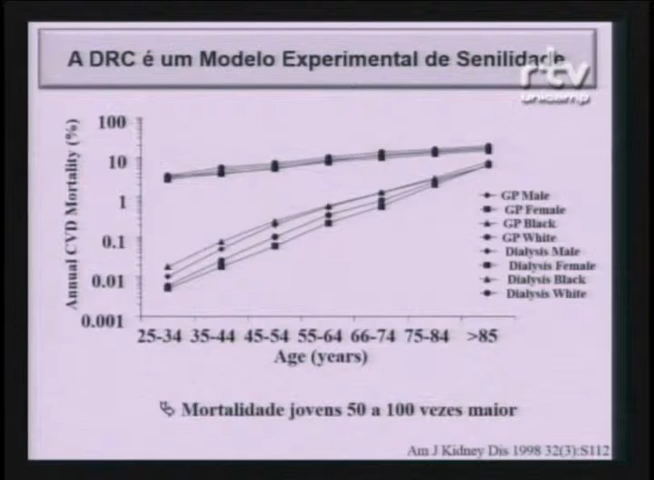 A DRC é um Modelo Experimental de Senilidade
rtv
unicamp
100
10
1
0.1
0.01
0.001
Annual CVD Mortality (%)
25-34 35-44 45-54 55-64 66-74 75-84 >85
Age (years)
GP Male
GP Female
GP Black
GP White
Dialysis Male
Dialysis Female
Dialysis Black
Dialysis White
Mortalidade jovens 50 a 100 vezes maior
Am J Kidney Dis 1998 32(3):S112